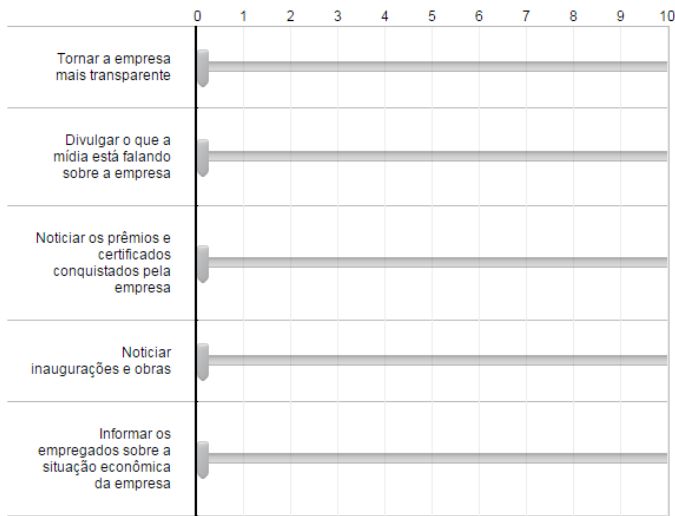 0 1 2 3 4 5 6 7 8 9 10
Tornar a empresa
mais transparente
Divulgar o que a
mídia está falando
sobre a empresa
Noticiar os prêmios e
certificados
conquistados pela
empresa
Noticiar
inaugurações e obras
Informar os
empregados sobre a
situação econômica
da empresa